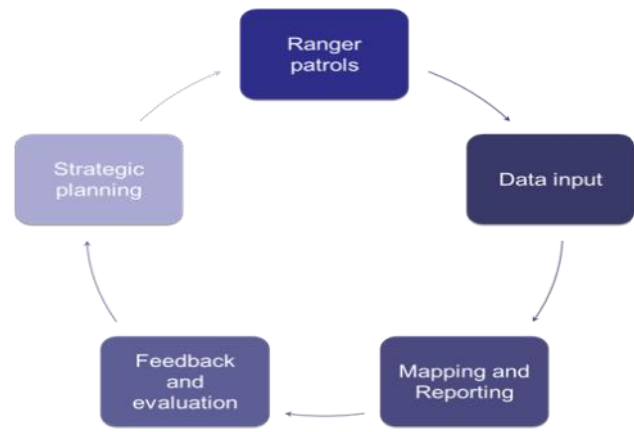 Ranger
patrols
Data input
Mapping and
Reporting
Feedback
and
evaluation
Strategic
planning